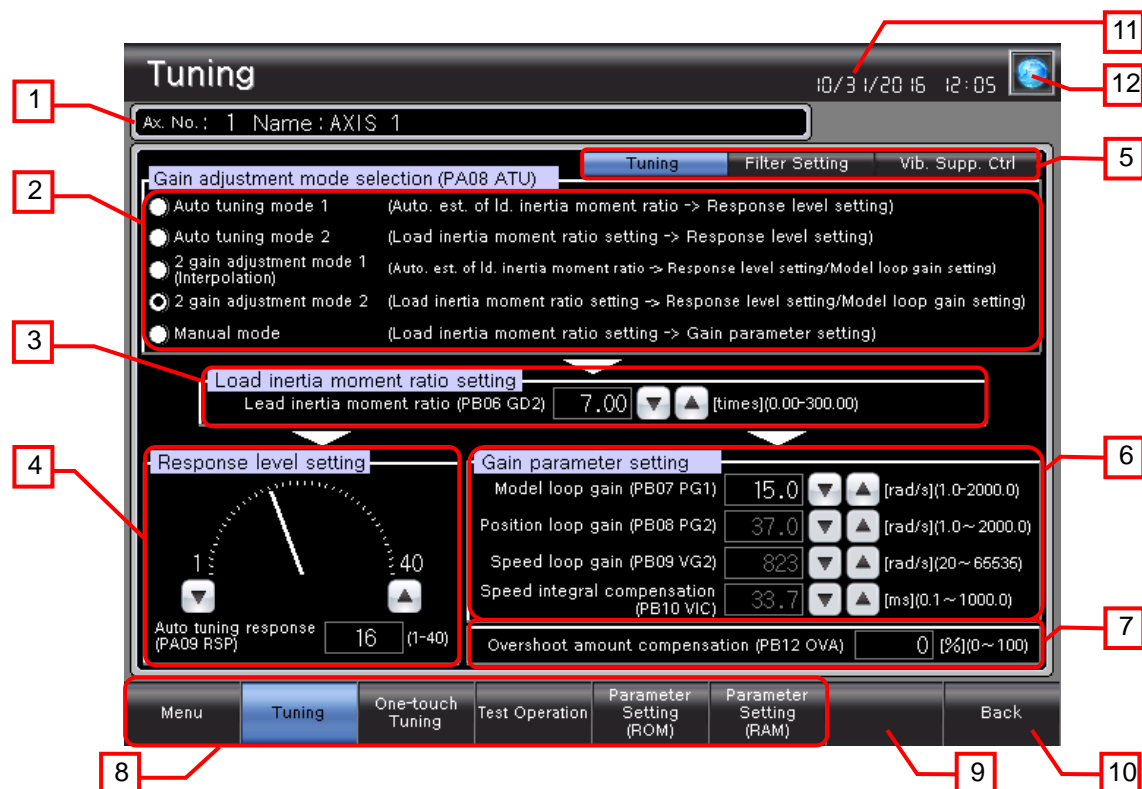 11
Tuning
10/31/2016 12:05
12
1
Ax. No.: 1 Name : AXIS 1
5
Tuning Filter Setting Vib. Supp. Ctrl
2
Gain adjustment mode selection (PA08 ATU)
Auto tuning mode 1 (Auto. est. of ld. inertia moment ratio -> Response level setting)
Auto tuning mode 2 (Load inertia moment ratio setting -> Response level setting)
2 gain adjustment mode 1
(Interpolation) (Auto. est. of ld. inertia moment ratio -> Response level setting/Model loop gain setting)
2 gain adjustment mode 2 (Load inertia moment ratio setting -> Response level setting/Model loop gain setting)
Manual mode (Load inertia moment ratio setting -> Gain parameter setting)
3
Load inertia moment ratio setting
Lead inertia moment ratio (PB06 GD2) 7.00 [times](0.00-300.00)
4
Response level setting
1 40
Auto tuning response
(PA09 RSP) 16 (1-40)
6
Gain parameter setting
Model loop gain (PB07 PG1) 15.0 [rad/s](1.0-2000.0)
Position loop gain (PB08 PG2) 37.0 [rad/s](1.0~2000.0)
Speed loop gain (PB09 VG2) 823 [rad/s](20~65535)
Speed integral compensation
(PB10 VIC) 33.7 [ms](0.1~1000.0)
7
Overshoot amount compensation (PB12 OVA) 0 [%](0~100)
Menu
Tuning
One-touch
Tuning
Test Operation
Parameter
Setting
(ROM)
Parameter
Setting
(RAM)
Back
8
9
10